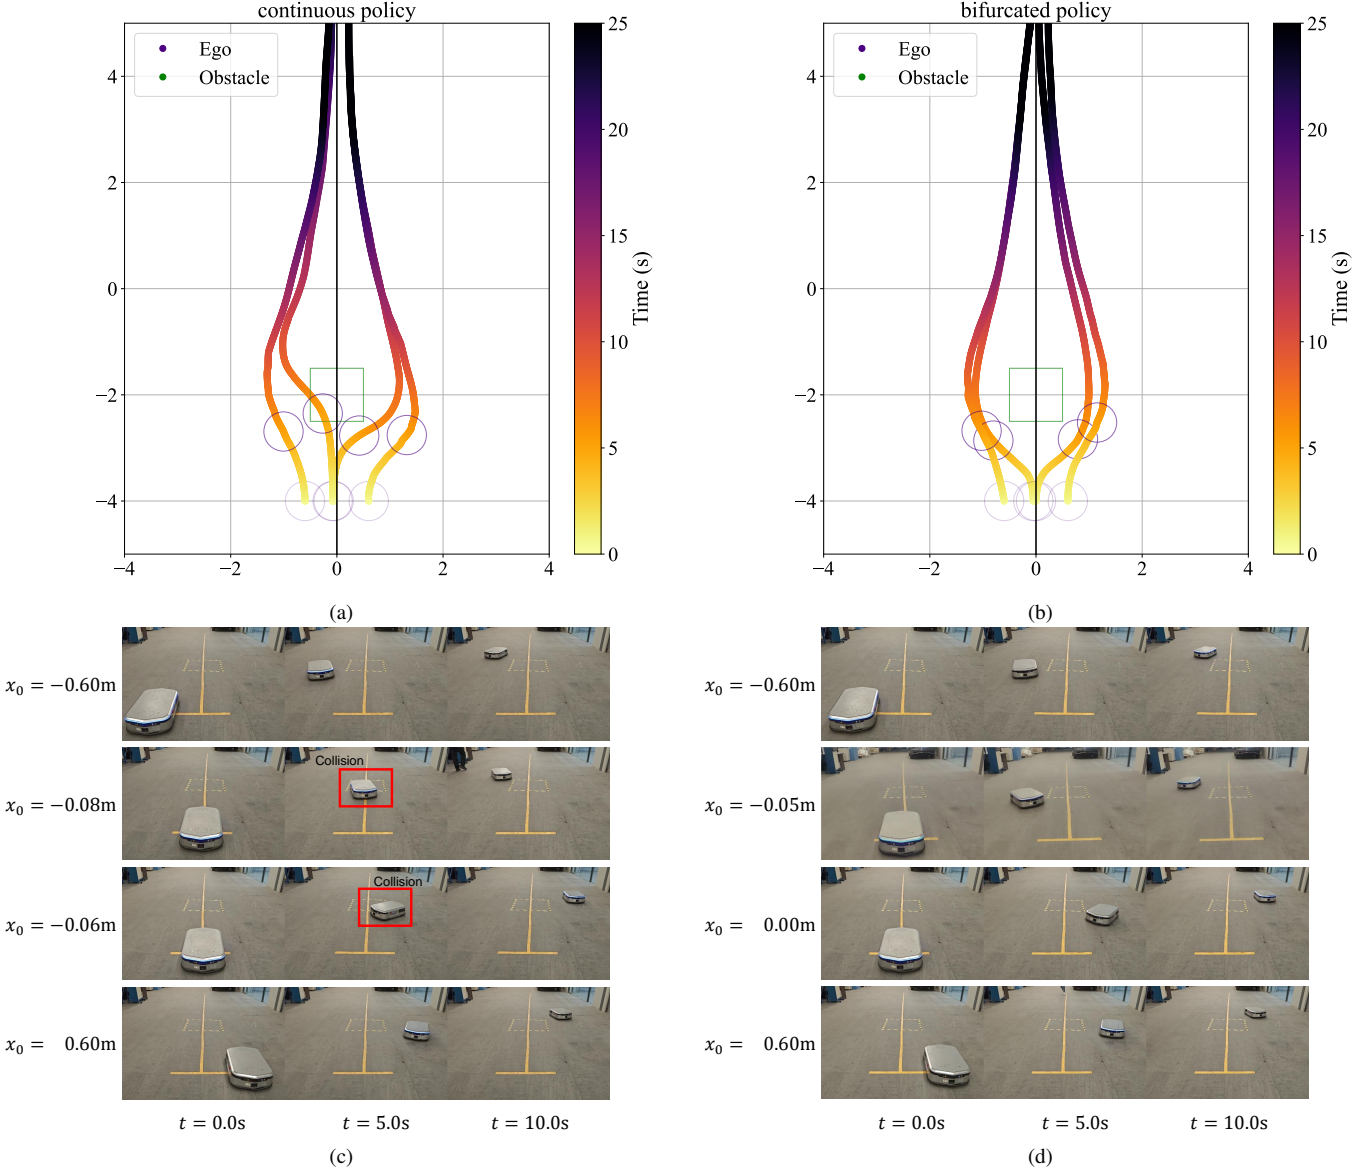 continuous policy
Ego
Obstacle
4
2
0
−2
−4
−4 −2 0 2 4
25
20
15
10
5
0
Time (s)
(a)
bifurcated policy
Ego
Obstacle
4
2
0
−2
−4
−4 −2 0 2 4
25
20
15
10
5
0
Time (s)
(b)
x₀ = −0.60m
Collision
x₀ = −0.08m
Collision
x₀ = −0.06m
x₀ = 0.60m
t = 0.0s t = 5.0s t = 10.0s
(c)
x₀ = −0.60m
x₀ = −0.05m
x₀ = 0.00m
x₀ = 0.60m
t = 0.0s t = 5.0s t = 10.0s
(d)